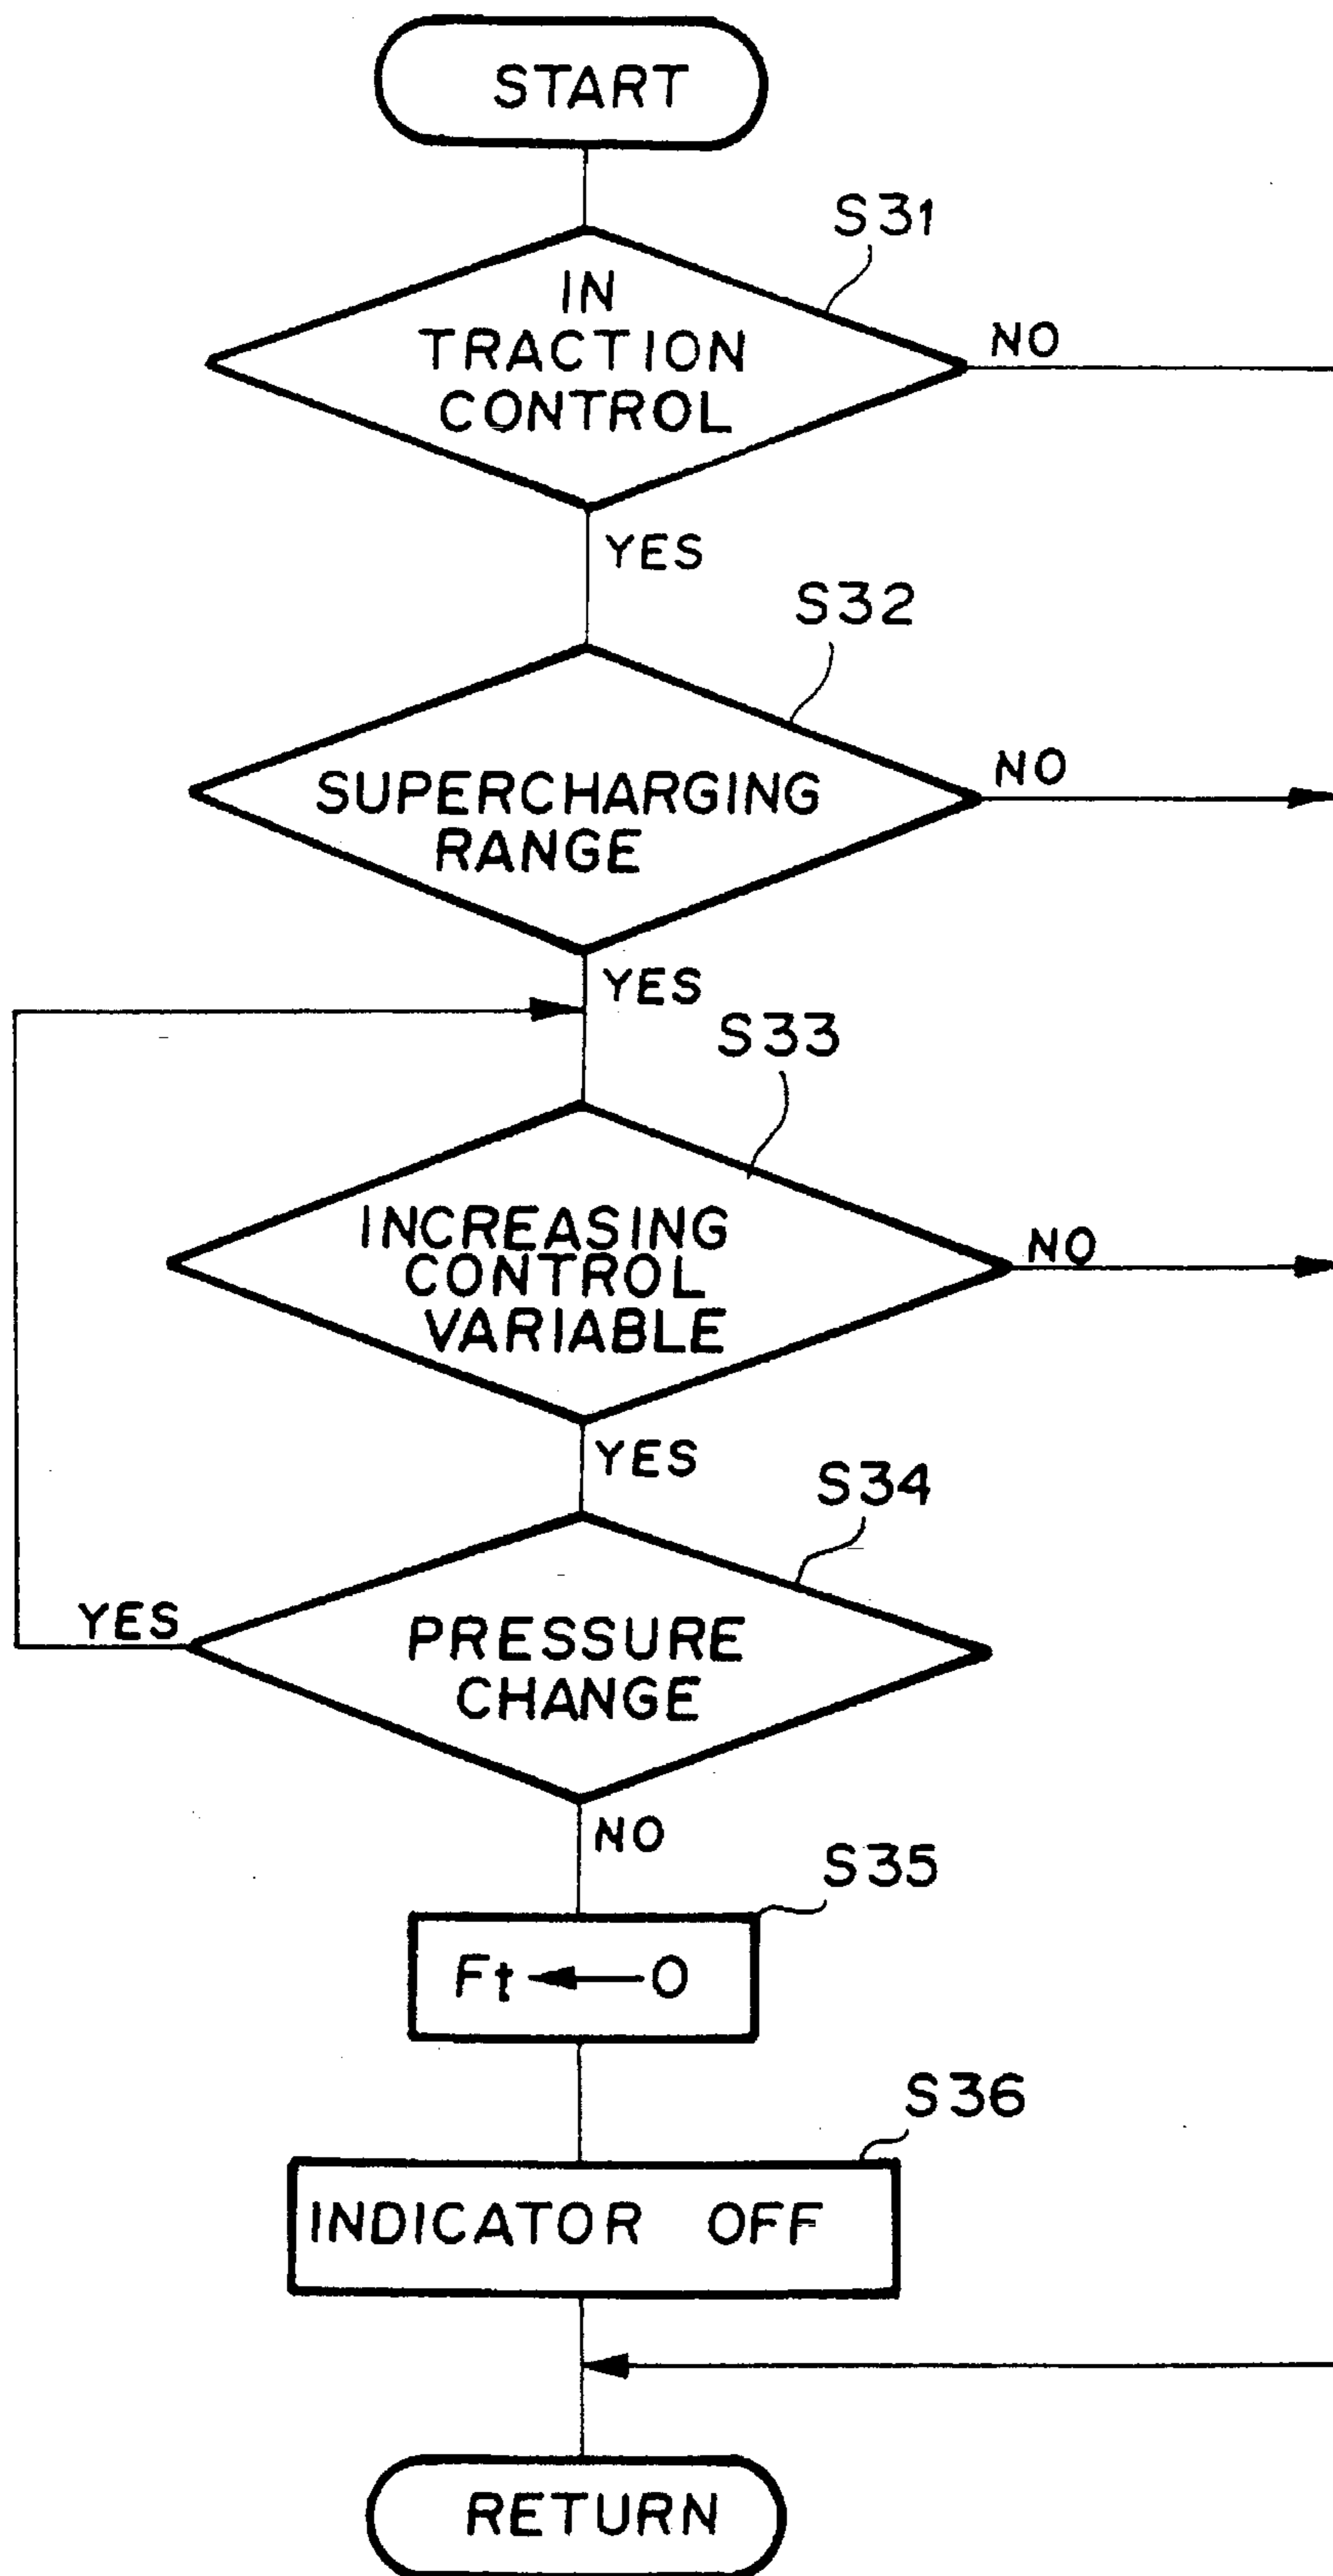 START
S31
IN
TRACTION
CONTROL
NO
YES
S32
SUPERCHARGING
RANGE
NO
YES
S33
INCREASING
CONTROL
VARIABLE
NO
YES
S34
YES
PRESSURE
CHANGE
NO
S35
Ft ← 0
S36
INDICATOR OFF
RETURN